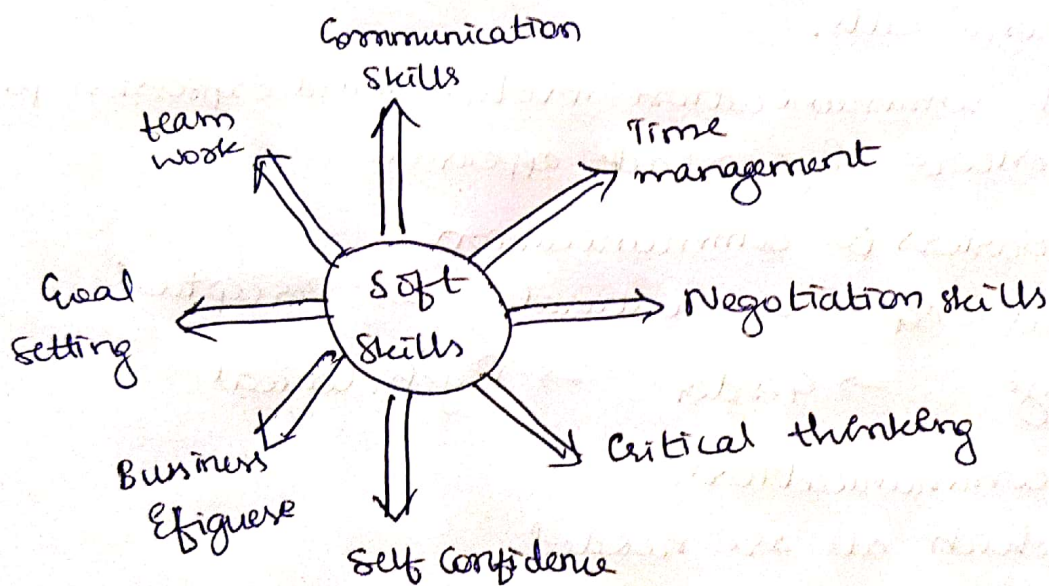 Communication
Skills
team
work
Time
management
Goal
Setting
Soft
Skills
Negotiation skills
Critical thinking
Business
Efiguese
Self Confidence